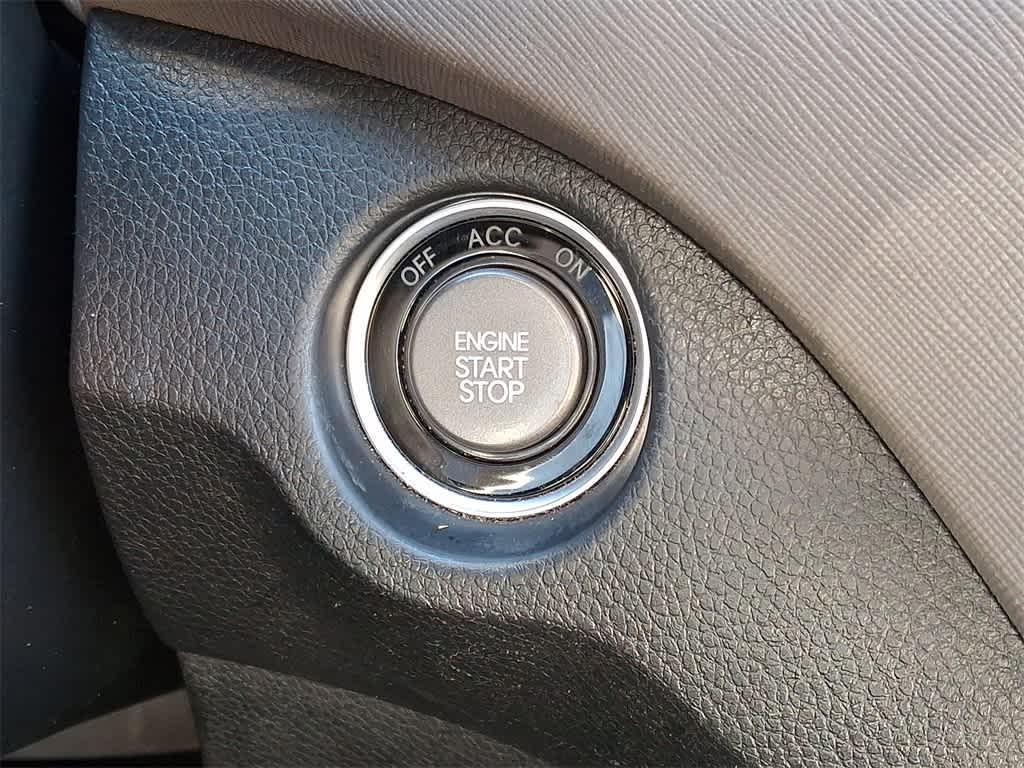 OFF ACC ON
ENGINE
START
STOP